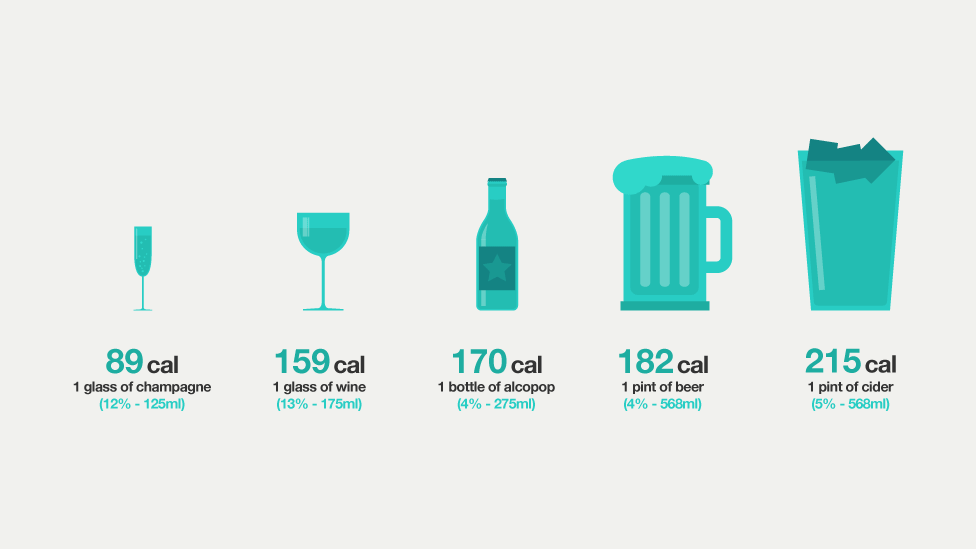 89 cal
1 glass of champagne
(12% - 125ml)
159 cal
1 glass of wine
(13% - 175ml)
170 cal
1 bottle of alcopop
(4% - 275ml)
182 cal
1 pint of beer
(4% - 568ml)
215 cal
1 pint of cider
(5% - 568ml)